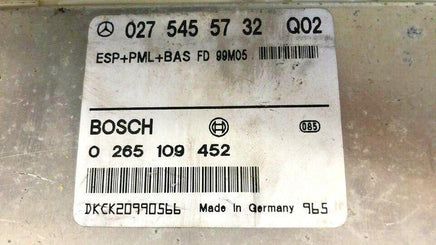 027 545 57 32 Q02
ESP+PML+BAS FD 99M05
BOSCH 085
0 265 109 452
DKEK20990566 Made in Germany 965